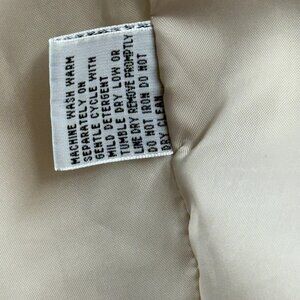 MACHINE WASH WARM
SEPARATELY ON
GENTLE CYCLE WITH
MILD DETERGENT
TUMBLE DRY LOW OR
LINE DRY REMOVE PROMPTLY
DO NOT IRON DO NOT
DRY CLEAN